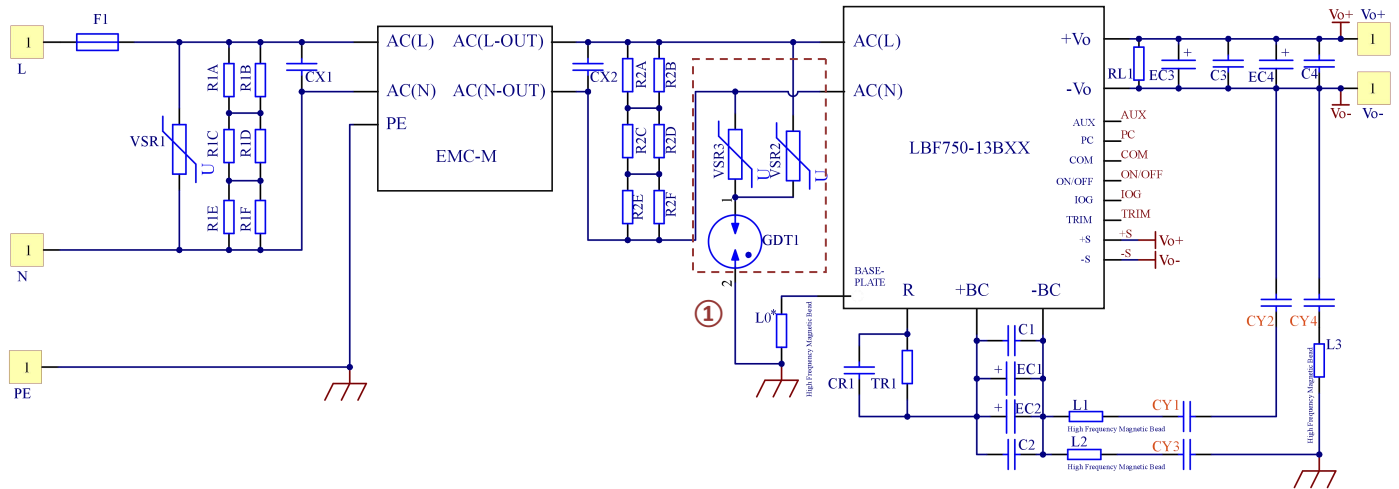 1
L
F1
R1A
R1B
CX1
VSR1
U
R1C
R1D
R1E
R1F
1
N
1
PE
AC(L)
AC(L-OUT)
AC(N)
AC(N-OUT)
PE
EMC-M
CX2
R2A
R2B
R2C
R2D
R2E
R2F
VSR3
U
VSR2
U
1
GDT1
2
①
L0*
High Frequency Magnetic Bead
AC(L)
AC(N)
LBF750-13BXX
+Vo
-Vo
AUX
PC
COM
ON/OFF
IOG
TRIM
+S
-S
BASE-
PLATE
R
+BC
-BC
AUX
PC
COM
ON/OFF
IOG
TRIM
+S
Vo+
-S
Vo-
RL1
+
EC3
C3
+
EC4
C4
Vo+
Vo+
1
1
Vo-
Vo-
CR1
TR1
C1
+
EC1
+
EC2
C2
L1
High Frequency Magnetic Bead
CY1
L2
High Frequency Magnetic Bead
CY3
CY2
CY4
L3
High Frequency Magnetic Bead